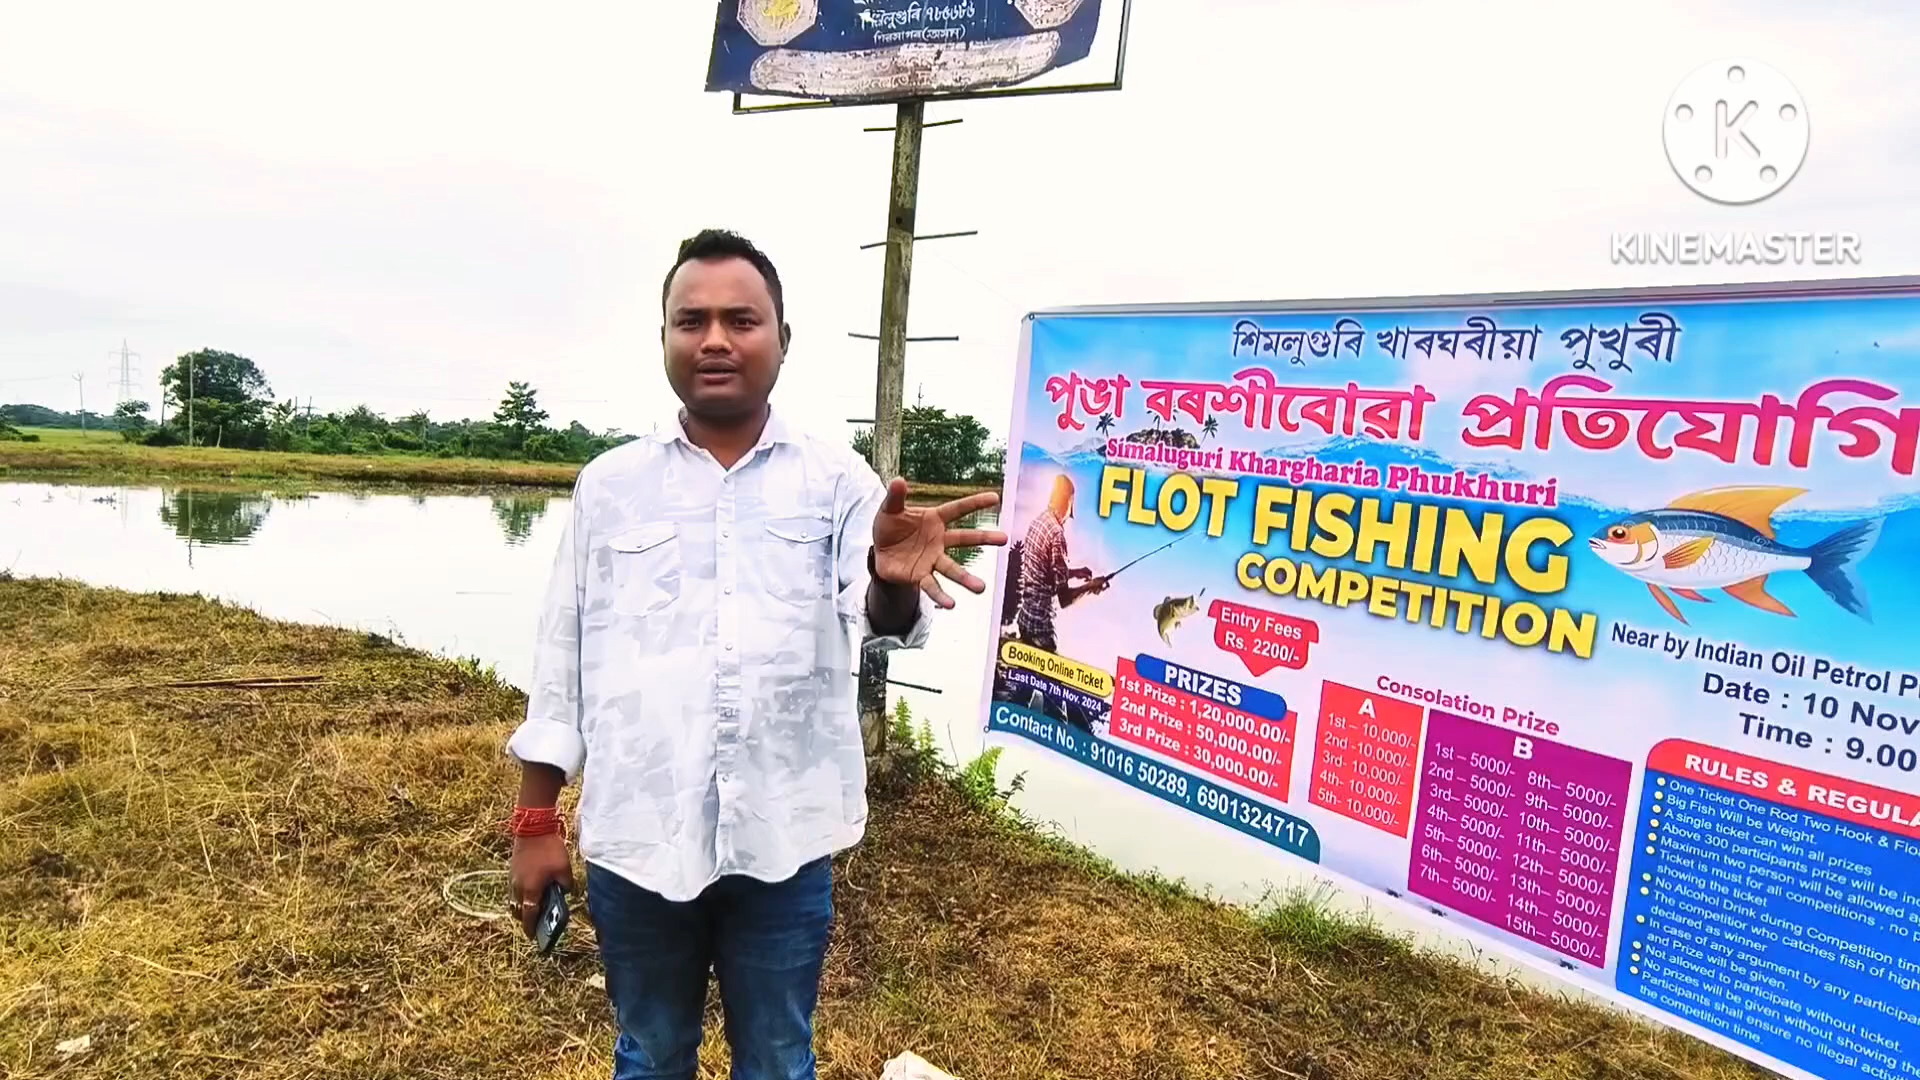 শিমলুগুৰি ৭৮৫৬৮৬
শিৱসাগৰ(অসম)
KINEMASTER
শিমলুগুৰি খাৰঘৰীয়া পুখুৰী
পুঙা বৰশীবোৱা প্ৰতিযোগি
Simaluguri Khargharia Phukhuri
FLOT FISHING
COMPETITION
Near by Indian Oil Petrol P
Date : 10 Nov
Time : 9.00
Entry Fees
Rs. 2200/-
Booking Online Ticket
Last Date 7th Nov. 2024
PRIZES
1st Prize : 1,20,000.00/-
2nd Prize : 50,000.00/-
3rd Prize : 30,000.00/-
Contact No. : 91016 50289, 6901324717
Consolation Prize
A
1st – 10,000/-
2nd -10,000/-
3rd- 10,000/-
4th- 10,000/-
5th- 10,000/-
B
1st – 5000/-
2nd – 5000/-
3rd– 5000/-
4th– 5000/-
5th– 5000/-
6th– 5000/-
7th– 5000/-
8th– 5000/-
9th– 5000/-
10th– 5000/-
11th– 5000/-
12th– 5000/-
13th– 5000/-
14th– 5000/-
15th– 5000/-
RULES & REGULA
One Ticket One Rod Two Hook & Flo
Big Fish Will be Weight.
A single ticket can win all prizes
Above 300 participants prize will be in
Maximum two person will be allowed a
Ticket is must for all competitions , no p
showing the ticket
No Alcohol Drink during Competition tim
The competitior who catches fish of high
declared as winner
In case of any argument by any participa
and Prize will be given.
Not allowed to participate without ticket.
No prizes will be given without showing the
Participants shall ensure no illegal activi
the competition time.